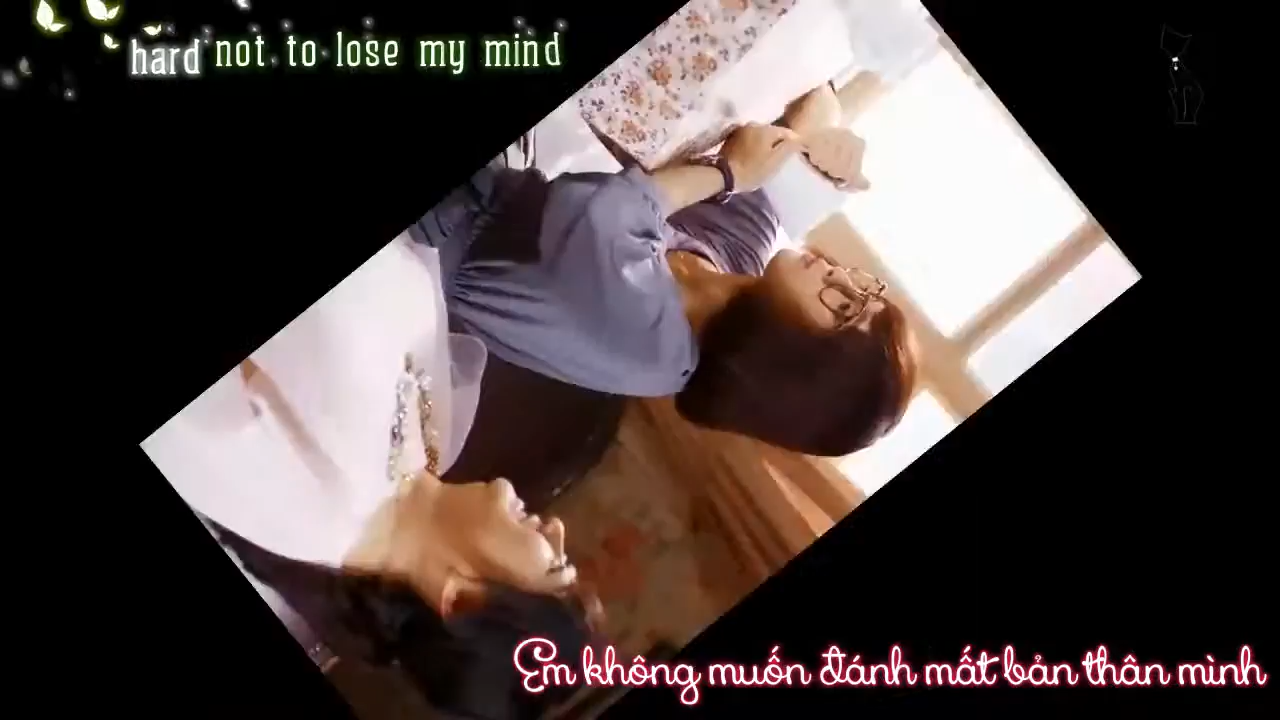 hard not to lose my mind
Em không muốn đánh mất bản thân mình